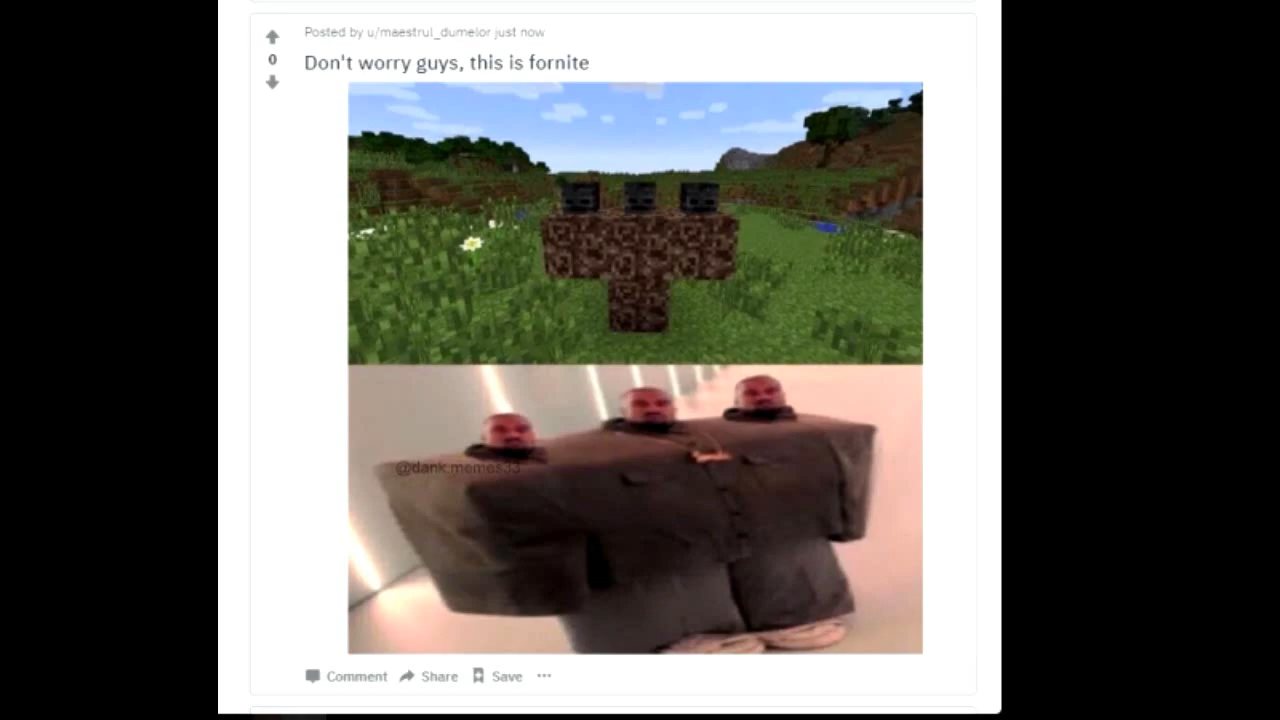 Posted by u/maestrul_dumelor just now
0
Don't worry guys, this is fornite
@dank.memes33
Comment Share Save